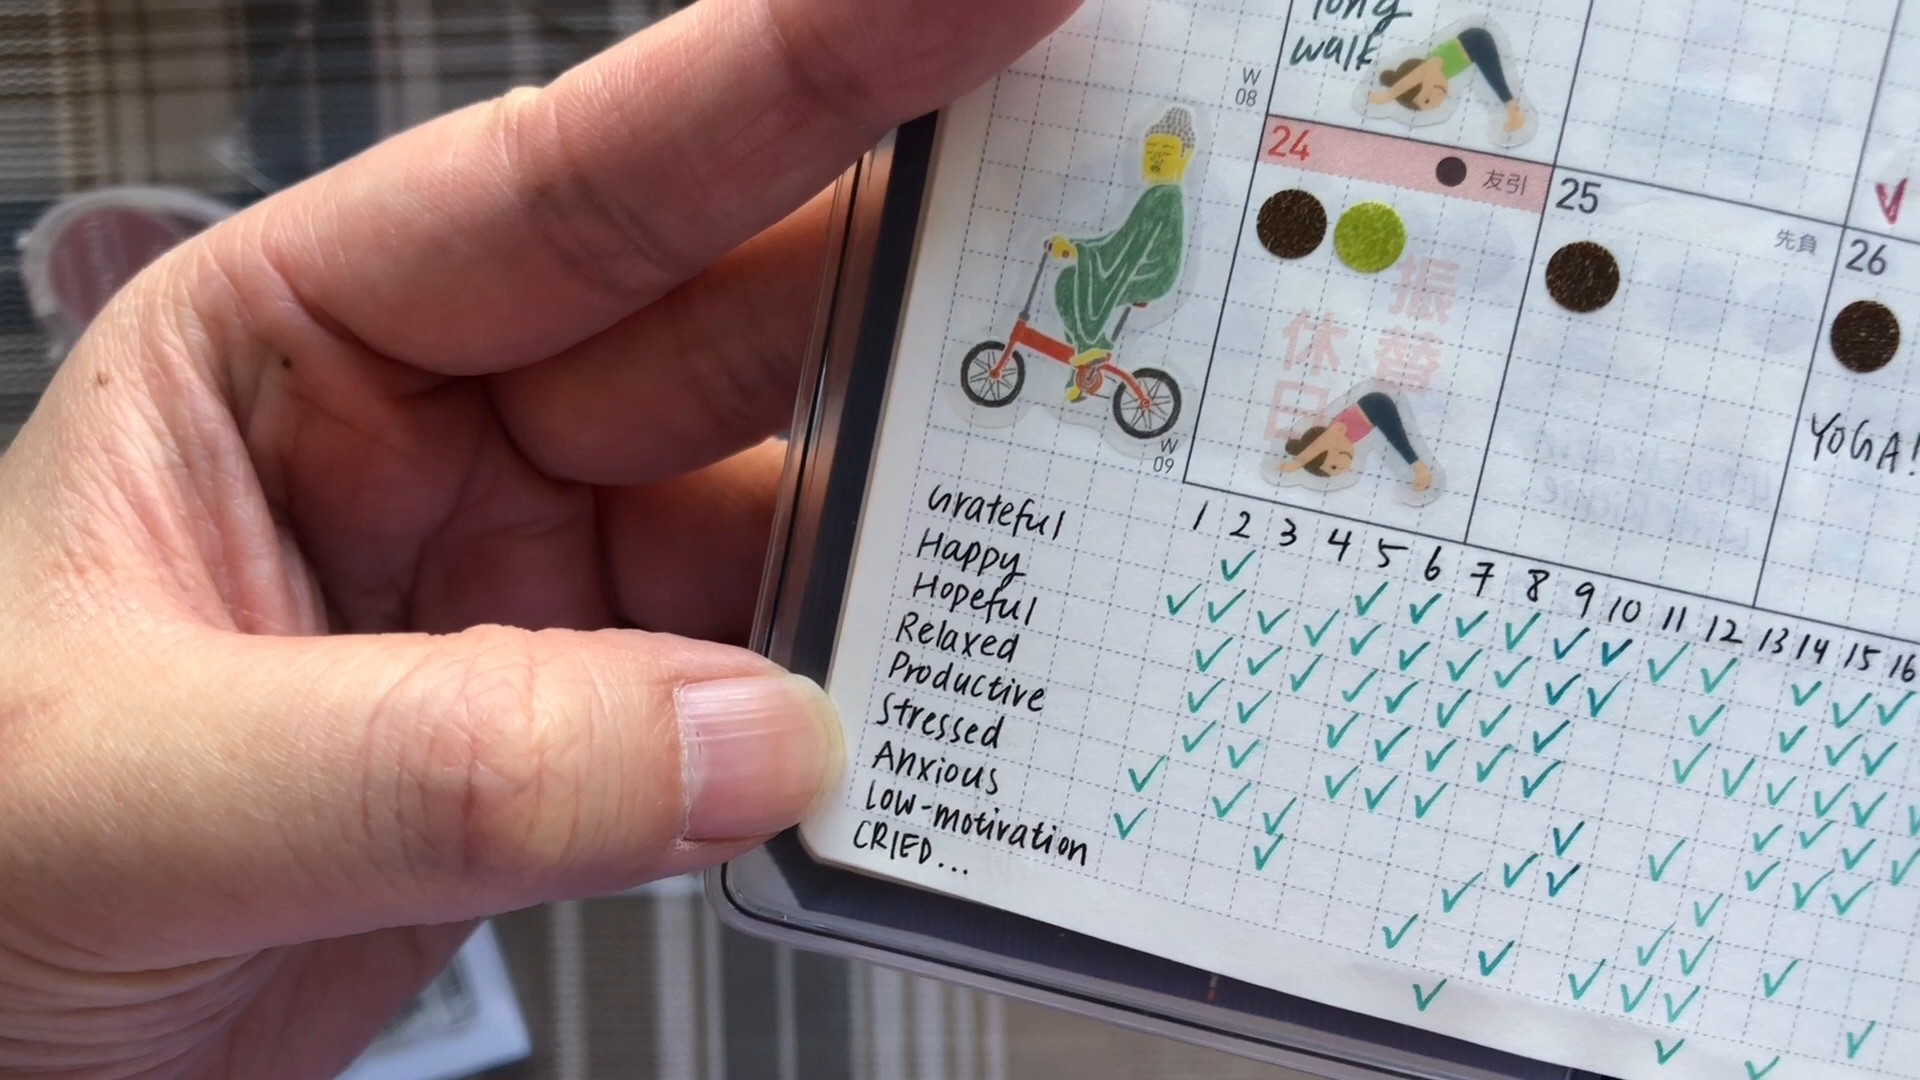 long
walk
W
08
24 友引
25
先負
26
振替
休日
YOGA!
W
09
1 2 3 4 5 6 7 8 9 10 11 12 13 14 15 16
Grateful
Happy
Hopeful
Relaxed
Productive
Stressed
Anxious
Low-motivation
CRIED...